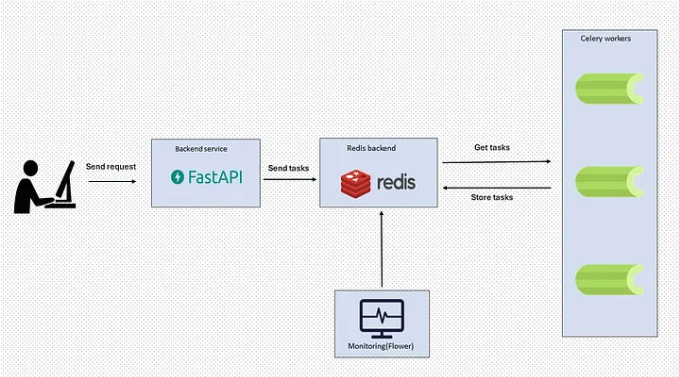 Send request
Backend service
FastAPI
Send tasks
Redis backend
redis
Get tasks
Store tasks
Celery workers
Monitoring(Flower)